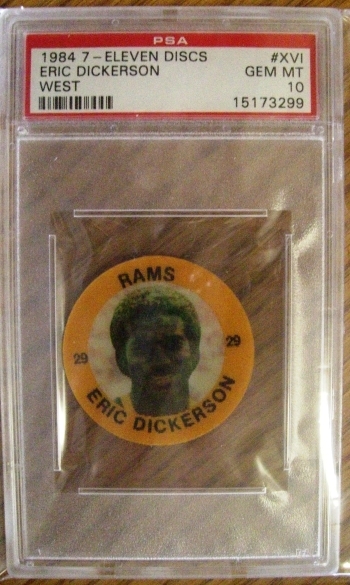 PSA
1984 7-ELEVEN DISCS #XVI
ERIC DICKERSON GEM MT
WEST 10
15173299
RAMS
29 29
ERIC DICKERSON